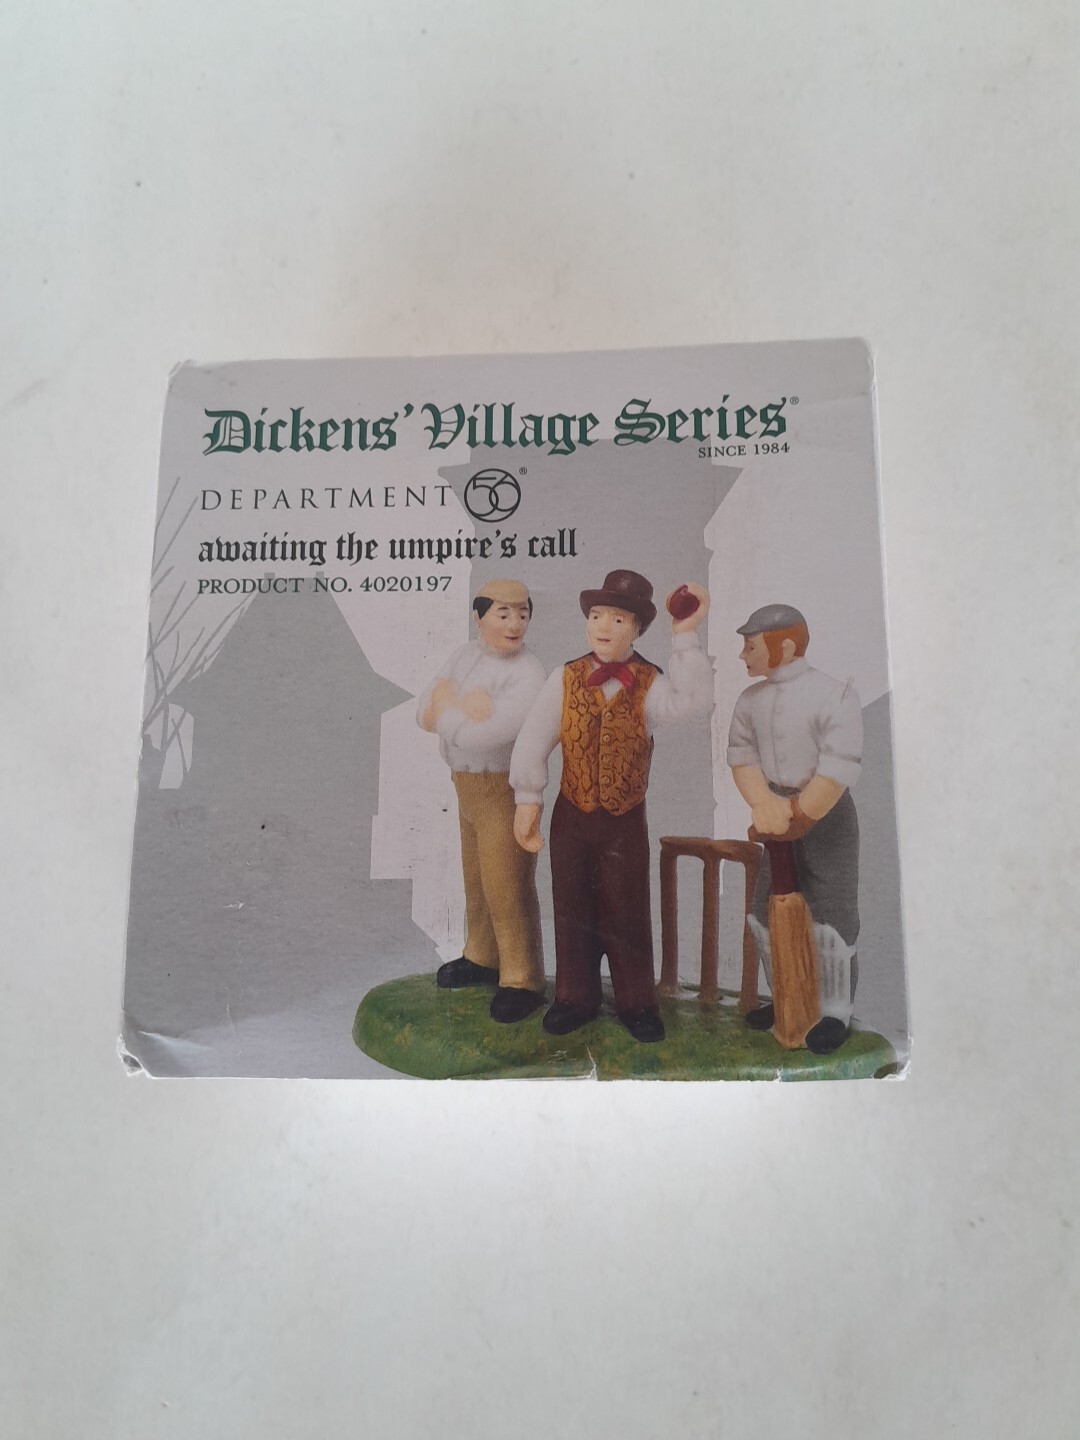 Dickens' Village Series®
SINCE 1984
DEPARTMENT 56®
awaiting the umpire's call
PRODUCT NO. 4020197